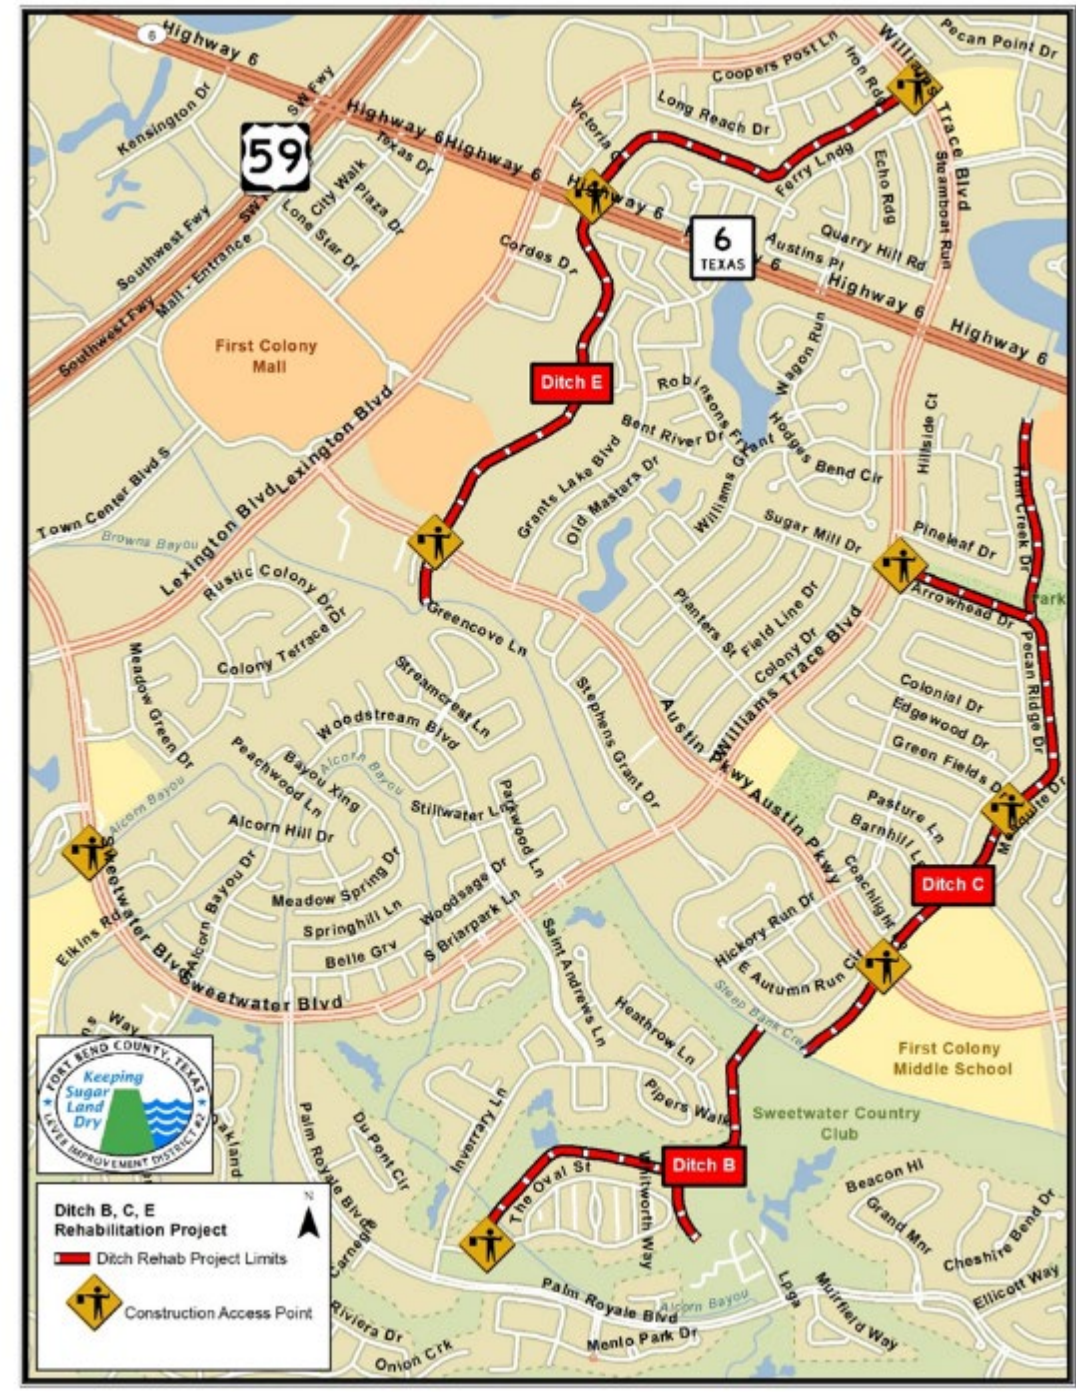 Highway 6
6
Kensington Dr
SW Fwy
59
Highway 6
Highway 6
Texas Dr
City Walk
Plaza Dr
Lone Star Dr
Southwest Fwy
Mall - Entrance
Southwest Fwy
Coopers Post Ln
Iron Rdg
Long Reach Dr
Williams Trace Blvd
Pecan Point Dr
Ferry Lndg
Echo Rdg
Steamboat Run
Highway 6
6
TEXAS
Austins Pl
Quarry Hill Rd
Highway 6
Highway 6
Cordes Dr
First Colony
Mall
Ditch E
Robinsons Fry
Wagon Run
Bent River Dr
Hodges Bend Cir
Hillside Ct
Lexington Blvd
Lexington Blvd
Town Center Blvd S
Browns Bayou
Grants Lake Blvd
Old Masters Dr
Williams Grant
Sugar Mill Dr
Pineleaf Dr
Arrowhead Dr
Park
Rustic Colony Dr
Colony Terrace Dr
Greencove Ln
Planters St
Field Line Dr
Colony Dr
Williams Trace Blvd
Pecan Ridge Dr
Meadow Green Dr
Streamcrest Ln
Woodstream Blvd
Stephens Grant Dr
Austin Pkwy
Colonial Dr
Edgewood Dr
Green Fields Dr
Peachwood Ln
Bayou Xing
Alcorn Bayou
Alcorn Bayou
Stillwater Ln
Parkwood Ln
Austin Pkwy
Pasture Ln
Barnhill Ln
Alcorn Hill Dr
Alcorn Bayou Dr
Meadow Spring Dr
Woodsage Dr
Coachlight
Ditch C
Springhill Ln
Belle Grv
S Briarpark Ln
Elkins Rd
Sweetwater Blvd
Sweetwater Blvd
Saint Andrews Ln
Hickory Run Dr
E Autumn Run Cir
Heathrow Ln
First Colony
Middle School
Way
FORT BEND COUNTY, TEXAS
Keeping
Sugar
Land
Dry
LEVEE IMPROVEMENT DISTRICT #2
Oakland
Palm Royale Blvd
Du Pont Cir
Inverrary Ln
Pipers Walk
Sweetwater Country
Club
Ditch B
The Oval St
Whitworth Way
Beacon Hl
Grand Mnr
Cheshire Bend Dr
Ellicott Way
Ditch B, C, E
Rehabilitation Project
N
Ditch Rehab Project Limits
Construction Access Point
Carnegie
Palm Royale Blvd
Alcorn Bayou
Lpga
Muirfield Way
Riviera Dr
Onion Crk
Menlo Park Dr